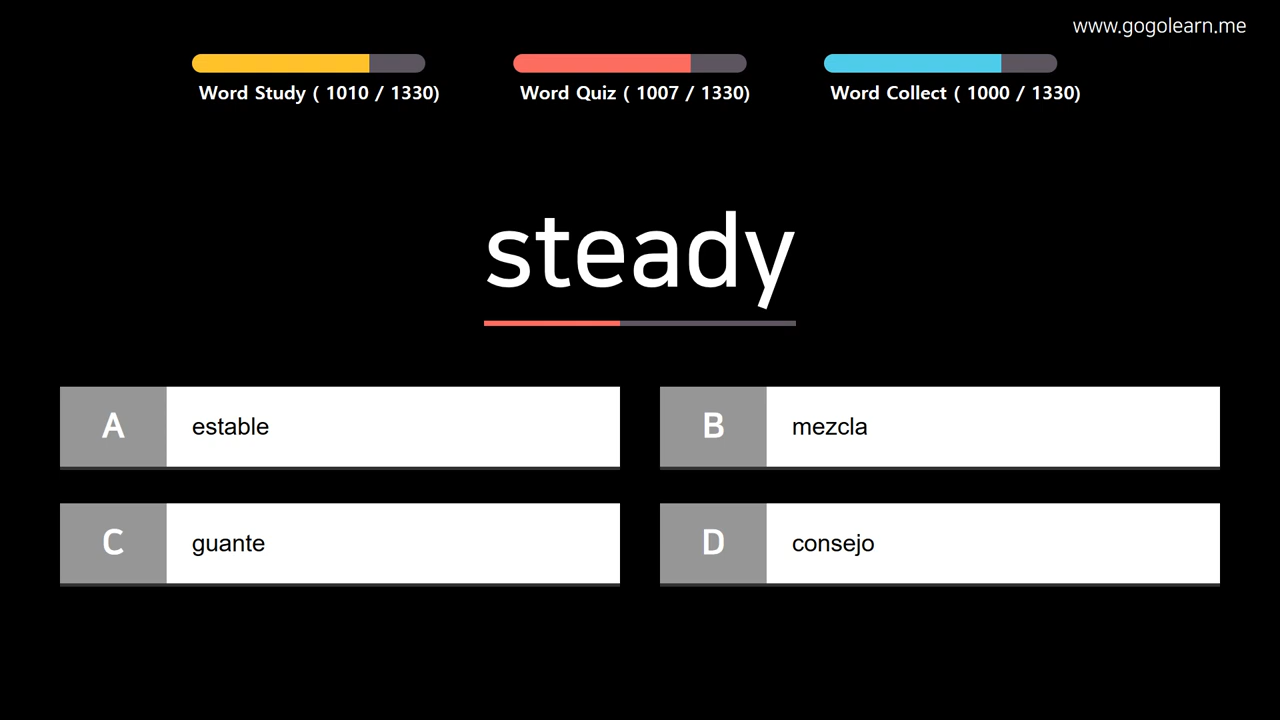 www.gogolearn.me
Word Study ( 1010 / 1330)
Word Quiz ( 1007 / 1330)
Word Collect ( 1000 / 1330)
steady
A estable
B mezcla
C guante
D consejo